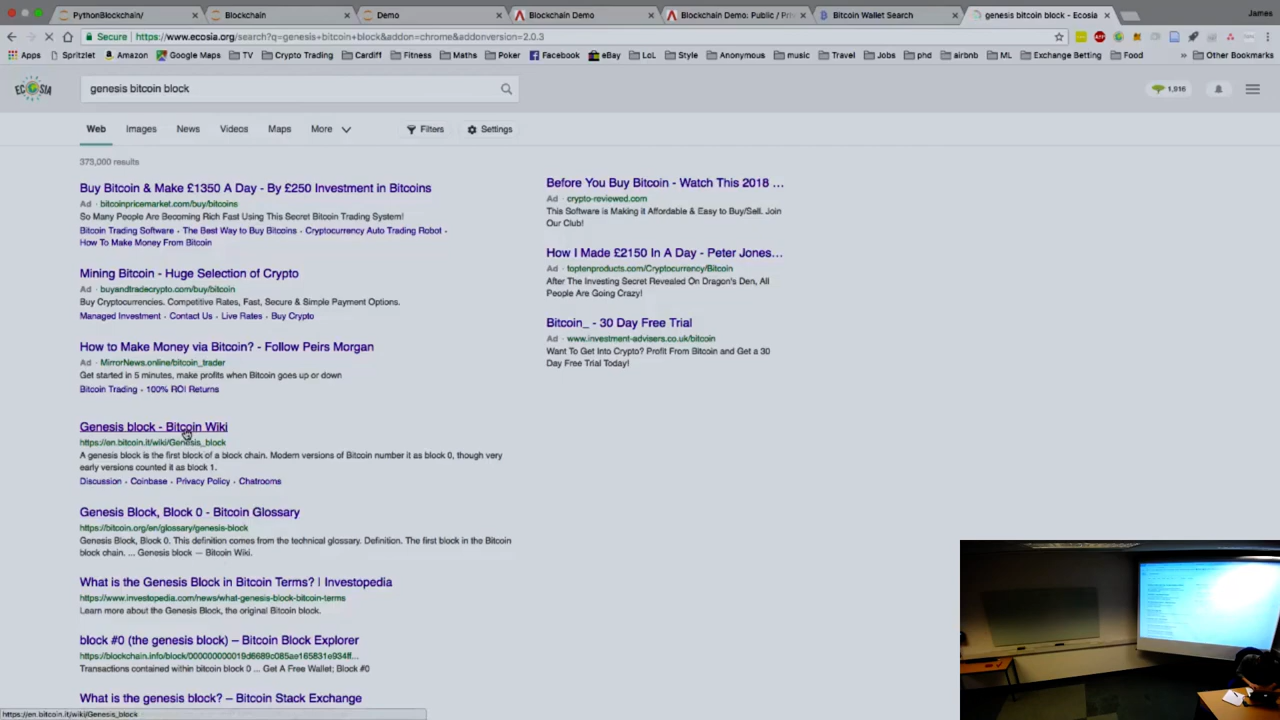 PythonBlockchain/
Blockchain
Demo
Blockchain Demo
Blockchain Demo: Public / Pri
Bitcoin Wallet Search
genesis bitcoin block - Ecosia
James
Secure
https://www.ecosia.org/search?q=genesis+bitcoin+block&addon=chrome&addonversion=2.0.3
Apps
Spritzlet
Amazon
Google Maps
TV
Crypto Trading
Cardiff
Fitness
Maths
Poker
Facebook
eBay
LoL
Style
Anonymous
music
Travel
Jobs
phd
airbnb
ML
Exchange Betting
Food
»
Other Bookmarks
ECOSIA
genesis bitcoin block
1,916
Web
Images
News
Videos
Maps
More
Filters
Settings
373,000 results
Buy Bitcoin & Make £1350 A Day - By £250 Investment in Bitcoins
Ad · bitcoinpricemarket.com/buy/bitcoins
So Many People Are Becoming Rich Fast Using This Secret Bitcoin Trading System!
Bitcoin Trading Software - The Best Way to Buy Bitcoins - Cryptocurrency Auto Trading Robot -
How To Make Money From Bitcoin
Mining Bitcoin - Huge Selection of Crypto
Ad · buyandtradecrypto.com/buy/bitcoin
Buy Cryptocurrencies. Competitive Rates, Fast, Secure & Simple Payment Options.
Managed Investment - Contact Us - Live Rates - Buy Crypto
How to Make Money via Bitcoin? - Follow Peirs Morgan
Ad · MirrorNews.online/bitcoin_trader
Get started in 5 minutes, make profits when Bitcoin goes up or down
Bitcoin Trading - 100% ROI Returns
Genesis block - Bitcoin Wiki
https://en.bitcoin.it/wiki/Genesis_block
A genesis block is the first block of a block chain. Modern versions of Bitcoin number it as block 0, though very
early versions counted it as block 1.
Discussion - Coinbase - Privacy Policy - Chatrooms
Genesis Block, Block 0 - Bitcoin Glossary
https://bitcoin.org/en/glossary/genesis-block
Genesis Block, Block 0. This definition comes from the technical glossary. Definition. The first block in the Bitcoin
block chain. ... Genesis block — Bitcoin Wiki.
What is the Genesis Block in Bitcoin Terms? | Investopedia
https://www.investopedia.com/news/what-genesis-block-bitcoin-terms
Learn more about the Genesis Block, the original Bitcoin block.
block #0 (the genesis block) – Bitcoin Block Explorer
https://blockchain.info/block/000000000019d6689c085ae165831e934ff...
Transactions contained within bitcoin block 0 ... Get A Free Wallet; Block #0
What is the genesis block? – Bitcoin Stack Exchange
https://en.bitcoin.it/wiki/Genesis_block
Before You Buy Bitcoin - Watch This 2018 ...
Ad · crypto-reviewed.com
This Software is Making it Affordable & Easy to Buy/Sell. Join
Our Club!
How I Made £2150 In A Day - Peter Jones...
Ad · toptenproducts.com/Cryptocurrency/Bitcoin
After The Investing Secret Revealed On Dragon's Den, All
People Are Going Crazy!
Bitcoin_ - 30 Day Free Trial
Ad · www.investment-advisers.co.uk/bitcoin
Want To Get Into Crypto? Profit From Bitcoin and Get a 30
Day Free Trial Today!